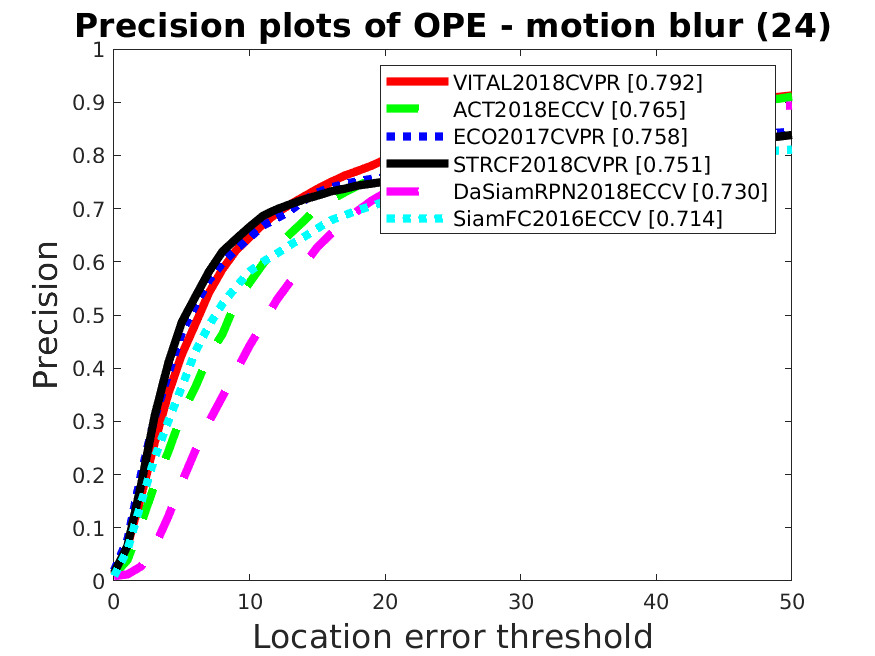 Precision plots of OPE - motion blur (24)
1
0.9
0.8
0.7
0.6
0.5
0.4
0.3
0.2
0.1
0
Precision
VITAL2018CVPR [0.792]
ACT2018ECCV [0.765]
ECO2017CVPR [0.758]
STRCF2018CVPR [0.751]
DaSiamRPN2018ECCV [0.730]
SiamFC2016ECCV [0.714]
0 10 20 30 40 50
Location error threshold